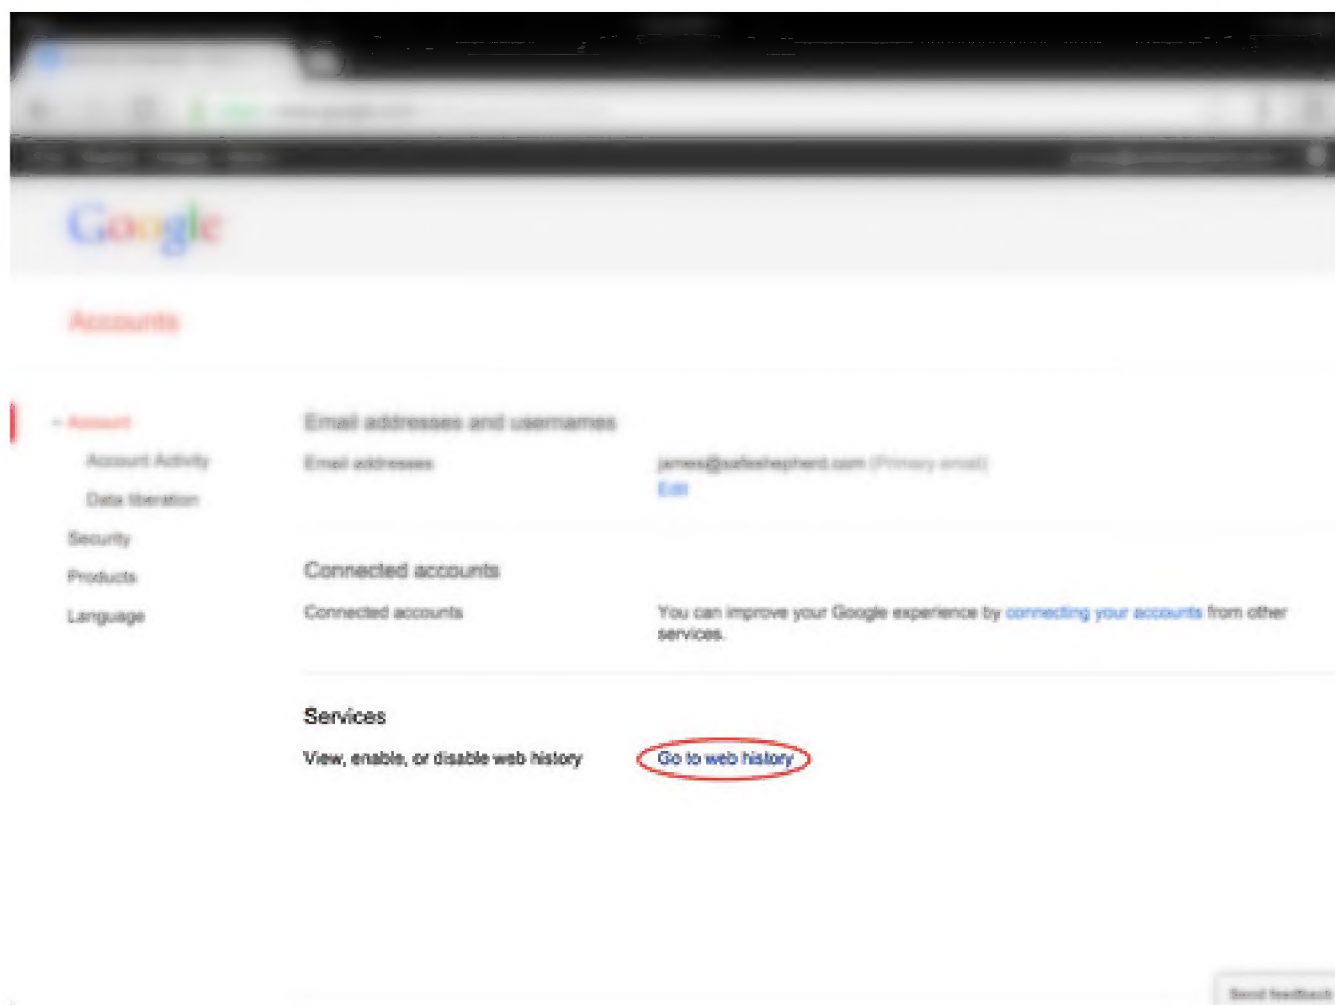 Google
Accounts
Account
Email addresses and usernames
Account Activity
Email addresses
james@safeshepherd.com (Primary email)
Data liberation
Edit
Security
Products
Connected accounts
Language
Connected accounts
You can improve your Google experience by connecting your accounts from other
services.
Services
View, enable, or disable web history
Go to web history
Send feedback